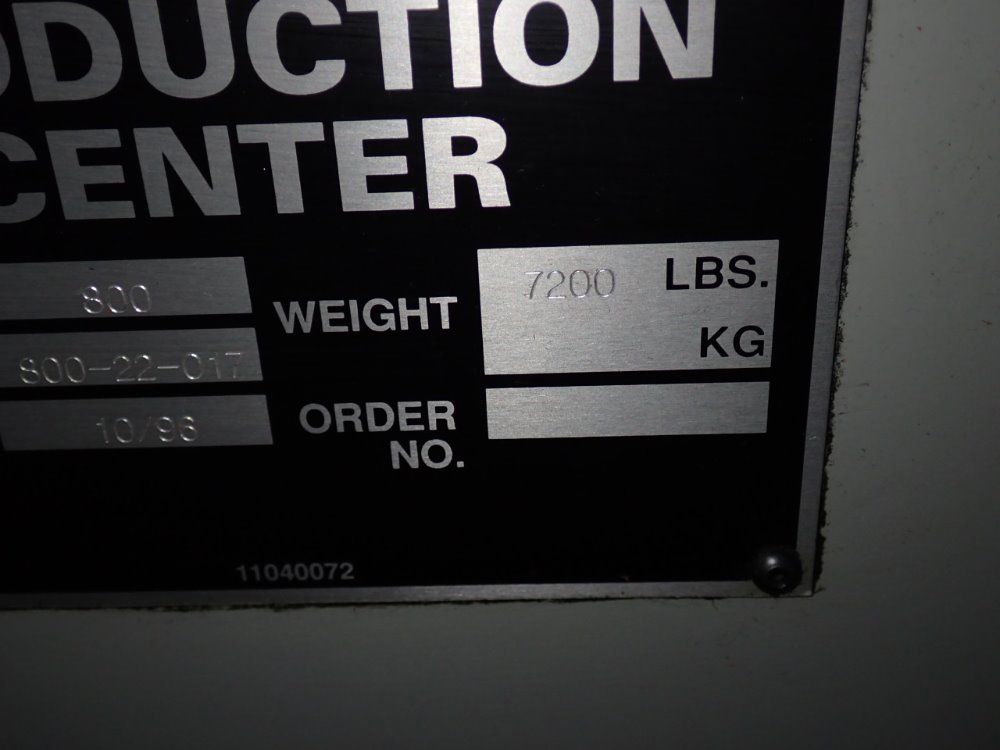 ODUCTION
CENTER
800
WEIGHT 7200 LBS.
KG
800-22-017
10/98
ORDER
NO.
11040072